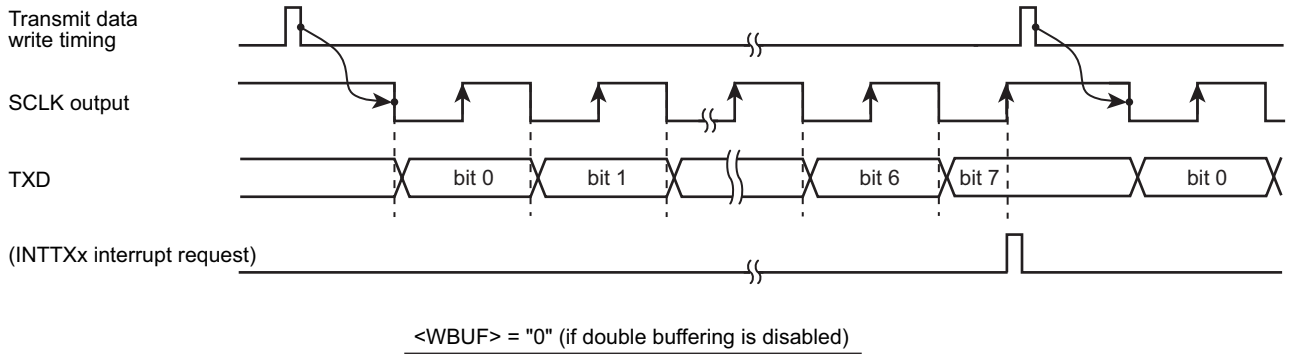 Transmit data
write timing
SCLK output
TXD
bit 0
bit 1
bit 6
bit 7
bit 0
(INTTXx interrupt request)
<WBUF> = "0" (if double buffering is disabled)